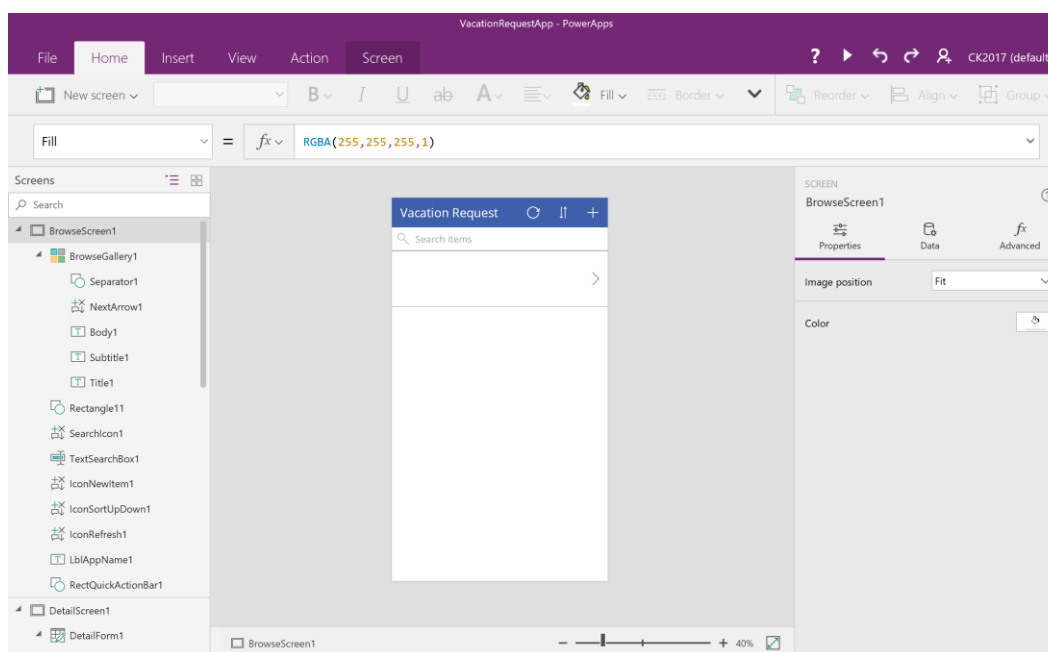 VacationRequestApp - PowerApps
File Home Insert View Action Screen ? CK2017 (default
New screen B I U ab A Fill Border Reorder Align Group
Fill = fx RGBA(255,255,255,1)
Screens
Search
BrowseScreen1
BrowseGallery1
Separator1
NextArrow1
T Body1
T Subtitle1
T Title1
Rectangle11
SearchIcon1
TextSearchBox1
IconNewItem1
IconSortUpDown1
IconRefresh1
T LblAppName1
RectQuickActionBar1
DetailScreen1
DetailForm1
Vacation Request
Search items
BrowseScreen1 40%
SCREEN
BrowseScreen1
fx
Properties Data Advanced
Image position Fit
Color